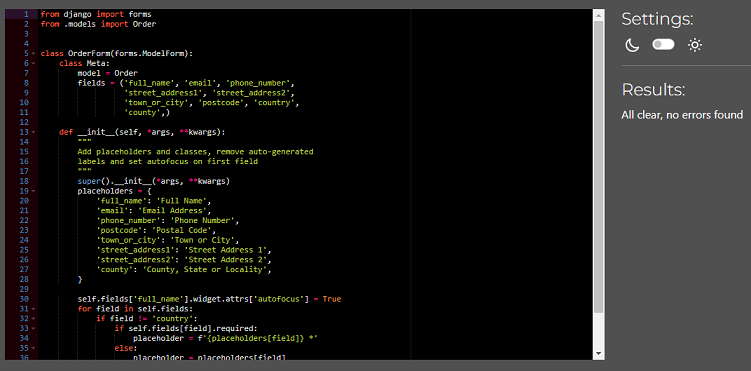 Settings:
Results:
All clear, no errors found
1 from django import forms
2 from .models import Order
3
4
5 class OrderForm(forms.ModelForm):
6 class Meta:
7 model = Order
8 fields = ('full_name', 'email', 'phone_number',
9 'street_address1', 'street_address2',
10 'town_or_city', 'postcode', 'country',
11 'county',)
12
13 def __init__(self, *args, **kwargs):
14 """
15 Add placeholders and classes, remove auto-generated
16 labels and set autofocus on first field
17 """
18 super().__init__(*args, **kwargs)
19 placeholders = {
20 'full_name': 'Full Name',
21 'email': 'Email Address',
22 'phone_number': 'Phone Number',
23 'postcode': 'Postal Code',
24 'town_or_city': 'Town or City',
25 'street_address1': 'Street Address 1',
26 'street_address2': 'Street Address 2',
27 'county': 'County, State or Locality',
28 }
29
30 self.fields['full_name'].widget.attrs['autofocus'] = True
31 for field in self.fields:
32 if field != 'country':
33 if self.fields[field].required:
34 placeholder = f'{placeholders[field]} *'
35 else:
36 placeholder = placeholders[field]